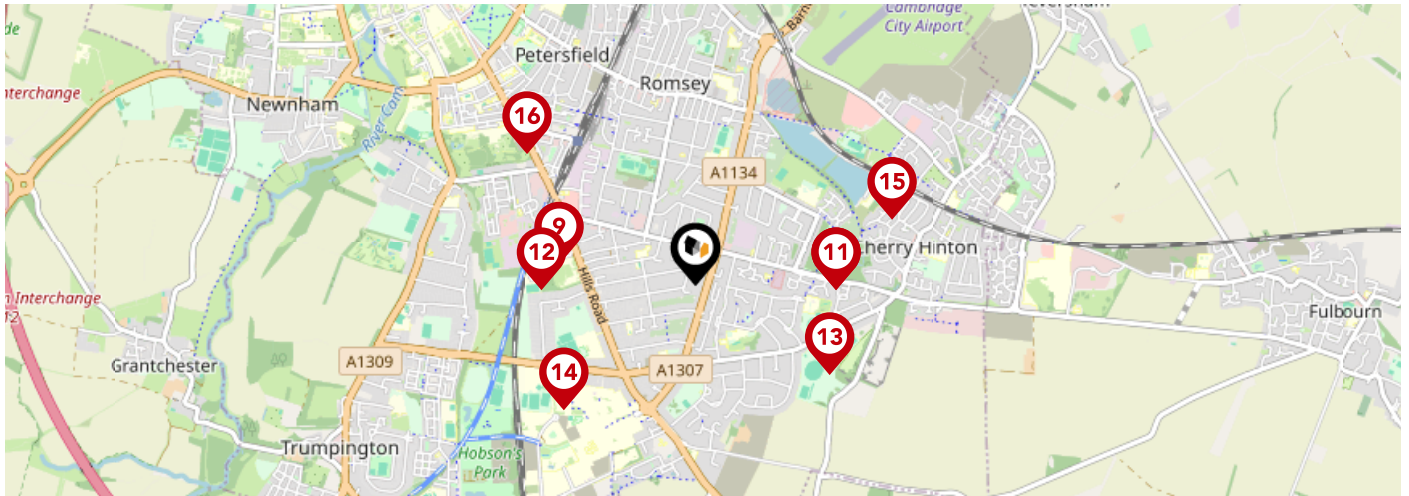 Cambridge
City Airport
Petersfield
Romsey
Newnham
River Cam
16
A1134
15
9
12
11
Cherry Hinton
Hills Road
Interchange
Fulbourn
13
Grantchester
A1309
14
A1307
Trumpington
Hobson's
Park